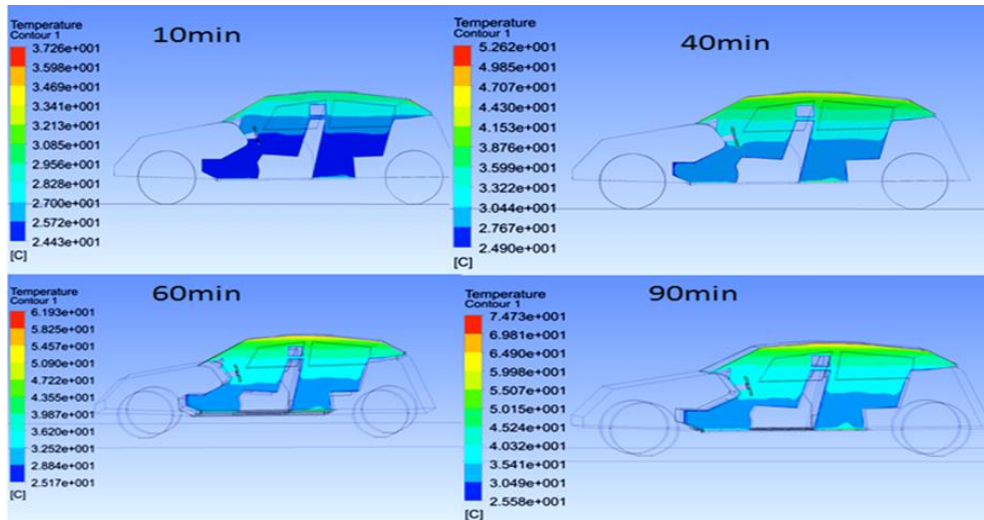 Temperature
Contour 1
10min
3.726e+001
3.598e+001
3.469e+001
3.341e+001
3.213e+001
3.085e+001
2.956e+001
2.828e+001
2.700e+001
2.572e+001
2.443e+001
[C]
Temperature
Contour 1
40min
5.262e+001
4.985e+001
4.707e+001
4.430e+001
4.153e+001
3.876e+001
3.599e+001
3.322e+001
3.044e+001
2.767e+001
2.490e+001
[C]
Temperature
Contour 1
60min
6.193e+001
5.825e+001
5.457e+001
5.090e+001
4.722e+001
4.355e+001
3.987e+001
3.620e+001
3.252e+001
2.884e+001
2.517e+001
[C]
Temperature
Contour 1
90min
7.473e+001
6.981e+001
6.490e+001
5.998e+001
5.507e+001
5.015e+001
4.524e+001
4.032e+001
3.541e+001
3.049e+001
2.558e+001
[C]